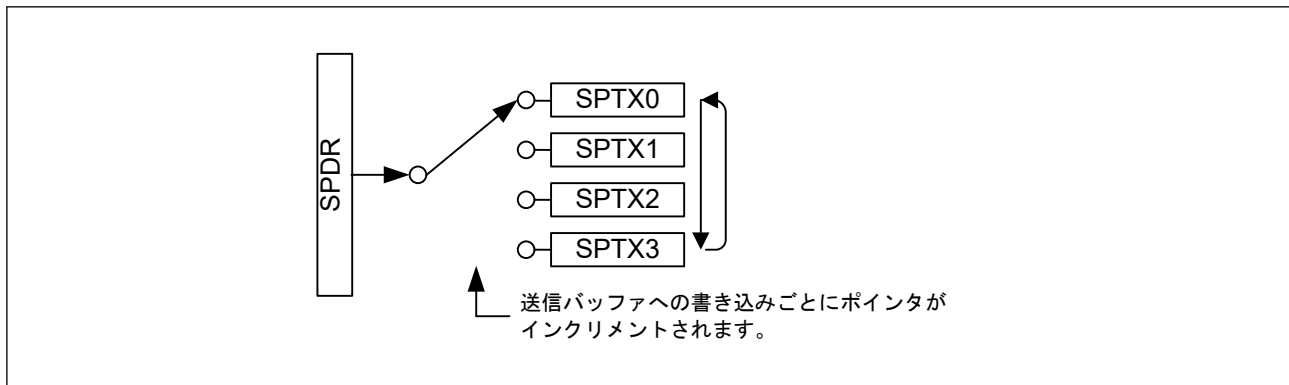 SPDR
SPTX0
SPTX1
SPTX2
SPTX3
送信バッファへの書き込みごとにポインタが
インクリメントされます。